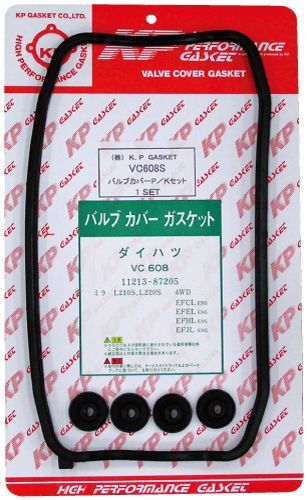 KP GASKET CO.,LTD.
HIGH PERFORMANCE GASKET
KP PERFORMANCE
GASKET
VALVE COVER GASKET
(株) K. P GASKET
VC608S
バルブカバーP/Kセット
1 SET
バルブ カバー ガスケット
ダイハツ
VC 608
11213-87205
ミラ L210S,L220S 4WD
EFCL ENG
EFEL ENG
EFHL ENG
EFJL ENG
KP GASKET
HIGH PERFORMANCE GASKET